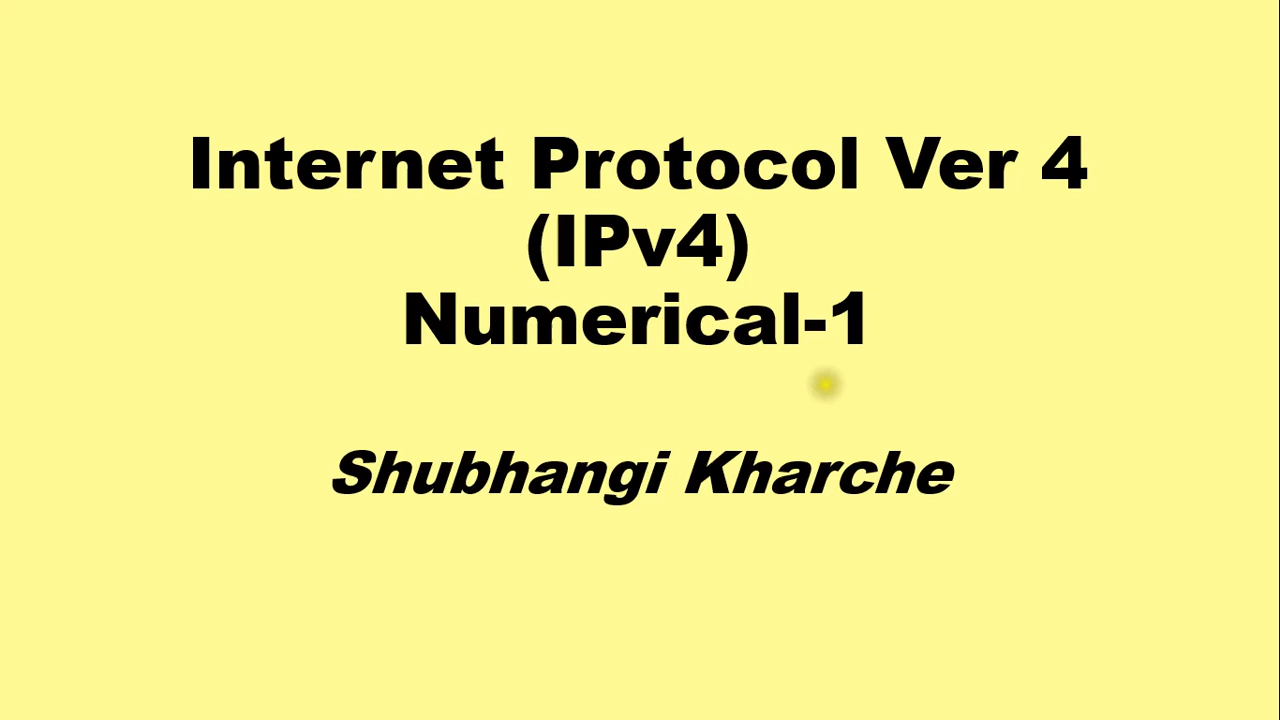 Internet Protocol Ver 4
(IPv4)
Numerical-1
Shubhangi Kharche